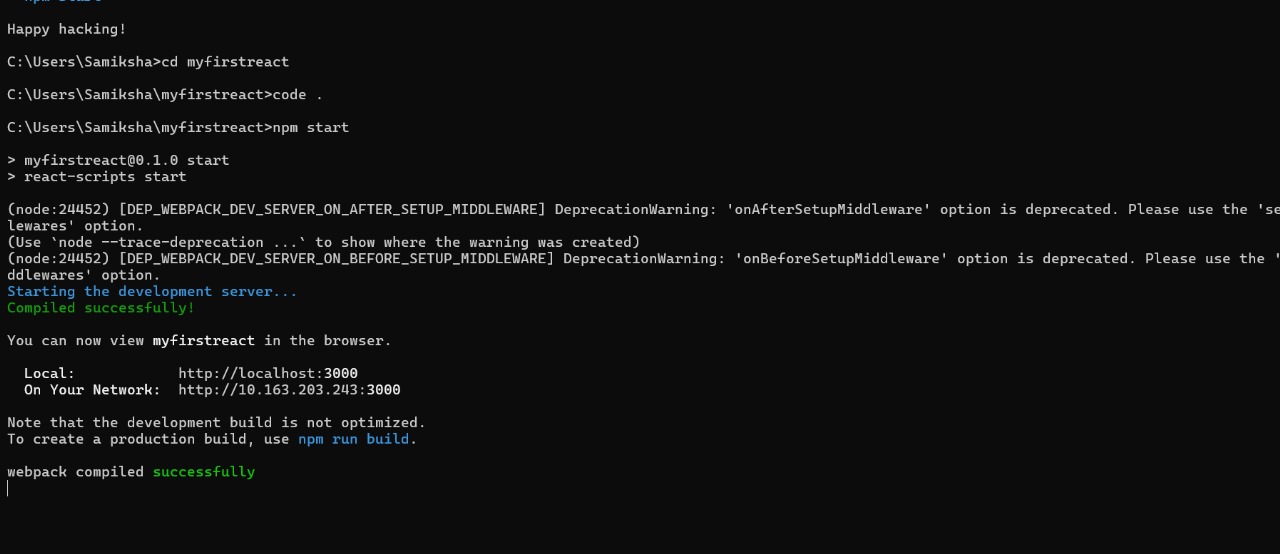 npm start
Happy hacking!
C:\Users\Samiksha>cd myfirstreact
C:\Users\Samiksha\myfirstreact>code .
C:\Users\Samiksha\myfirstreact>npm start
> myfirstreact@0.1.0 start
> react-scripts start
(node:24452) [DEP_WEBPACK_DEV_SERVER_ON_AFTER_SETUP_MIDDLEWARE] DeprecationWarning: 'onAfterSetupMiddleware' option is deprecated. Please use the 'se
lewares' option.
(Use `node --trace-deprecation ...` to show where the warning was created)
(node:24452) [DEP_WEBPACK_DEV_SERVER_ON_BEFORE_SETUP_MIDDLEWARE] DeprecationWarning: 'onBeforeSetupMiddleware' option is deprecated. Please use the '
ddlewares' option.
Starting the development server...
Compiled successfully!
You can now view myfirstreact in the browser.
Local: http://localhost:3000
On Your Network: http://10.163.203.243:3000
Note that the development build is not optimized.
To create a production build, use npm run build.
webpack compiled successfully